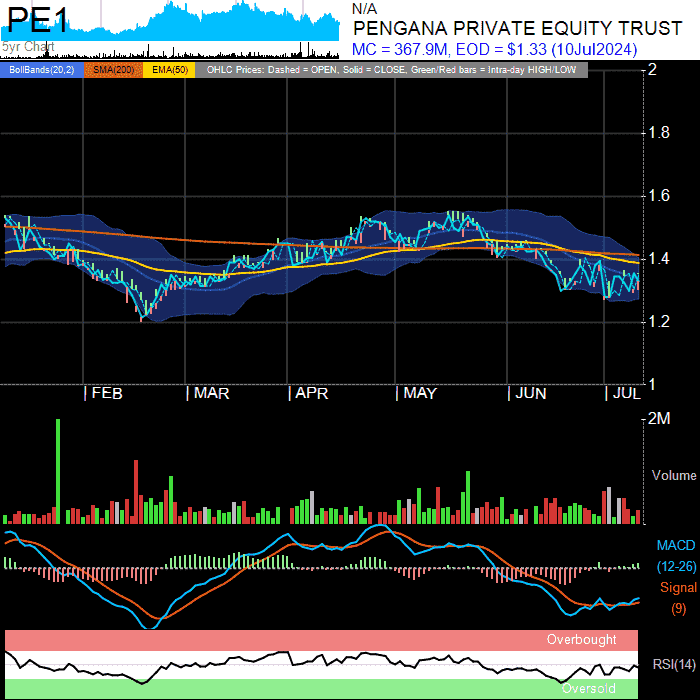 PE1
5yr Chart
N/A
PENGANA PRIVATE EQUITY TRUST
MC = 367.9M, EOD = $1.33 (10Jul2024)
BollBands(20,2) SMA(200) EMA(50) OHLC Prices: Dashed = OPEN, Solid = CLOSE, Green/Red bars = Intra-day HIGH/LOW
2
1.8
1.6
1.4
1.2
1
| FEB | MAR | APR | MAY | JUN | JUL
2M
Volume
MACD
(12-26)
Signal
(9)
Overbought
RSI(14)
Oversold